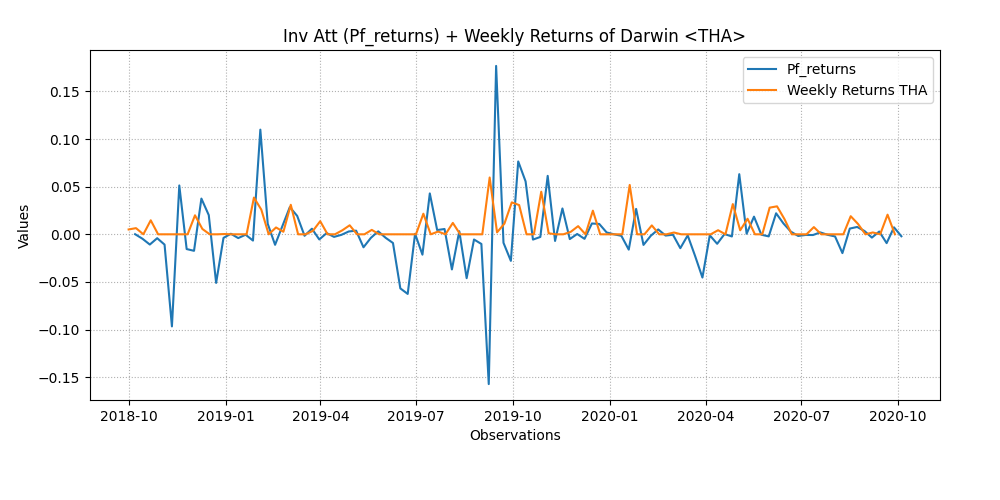 Inv Att (Pf_returns) + Weekly Returns of Darwin <THA>
Pf_returns
Weekly Returns THA
Values
0.15
0.10
0.05
0.00
−0.05
−0.10
−0.15
2018-10 2019-01 2019-04 2019-07 2019-10 2020-01 2020-04 2020-07 2020-10
Observations